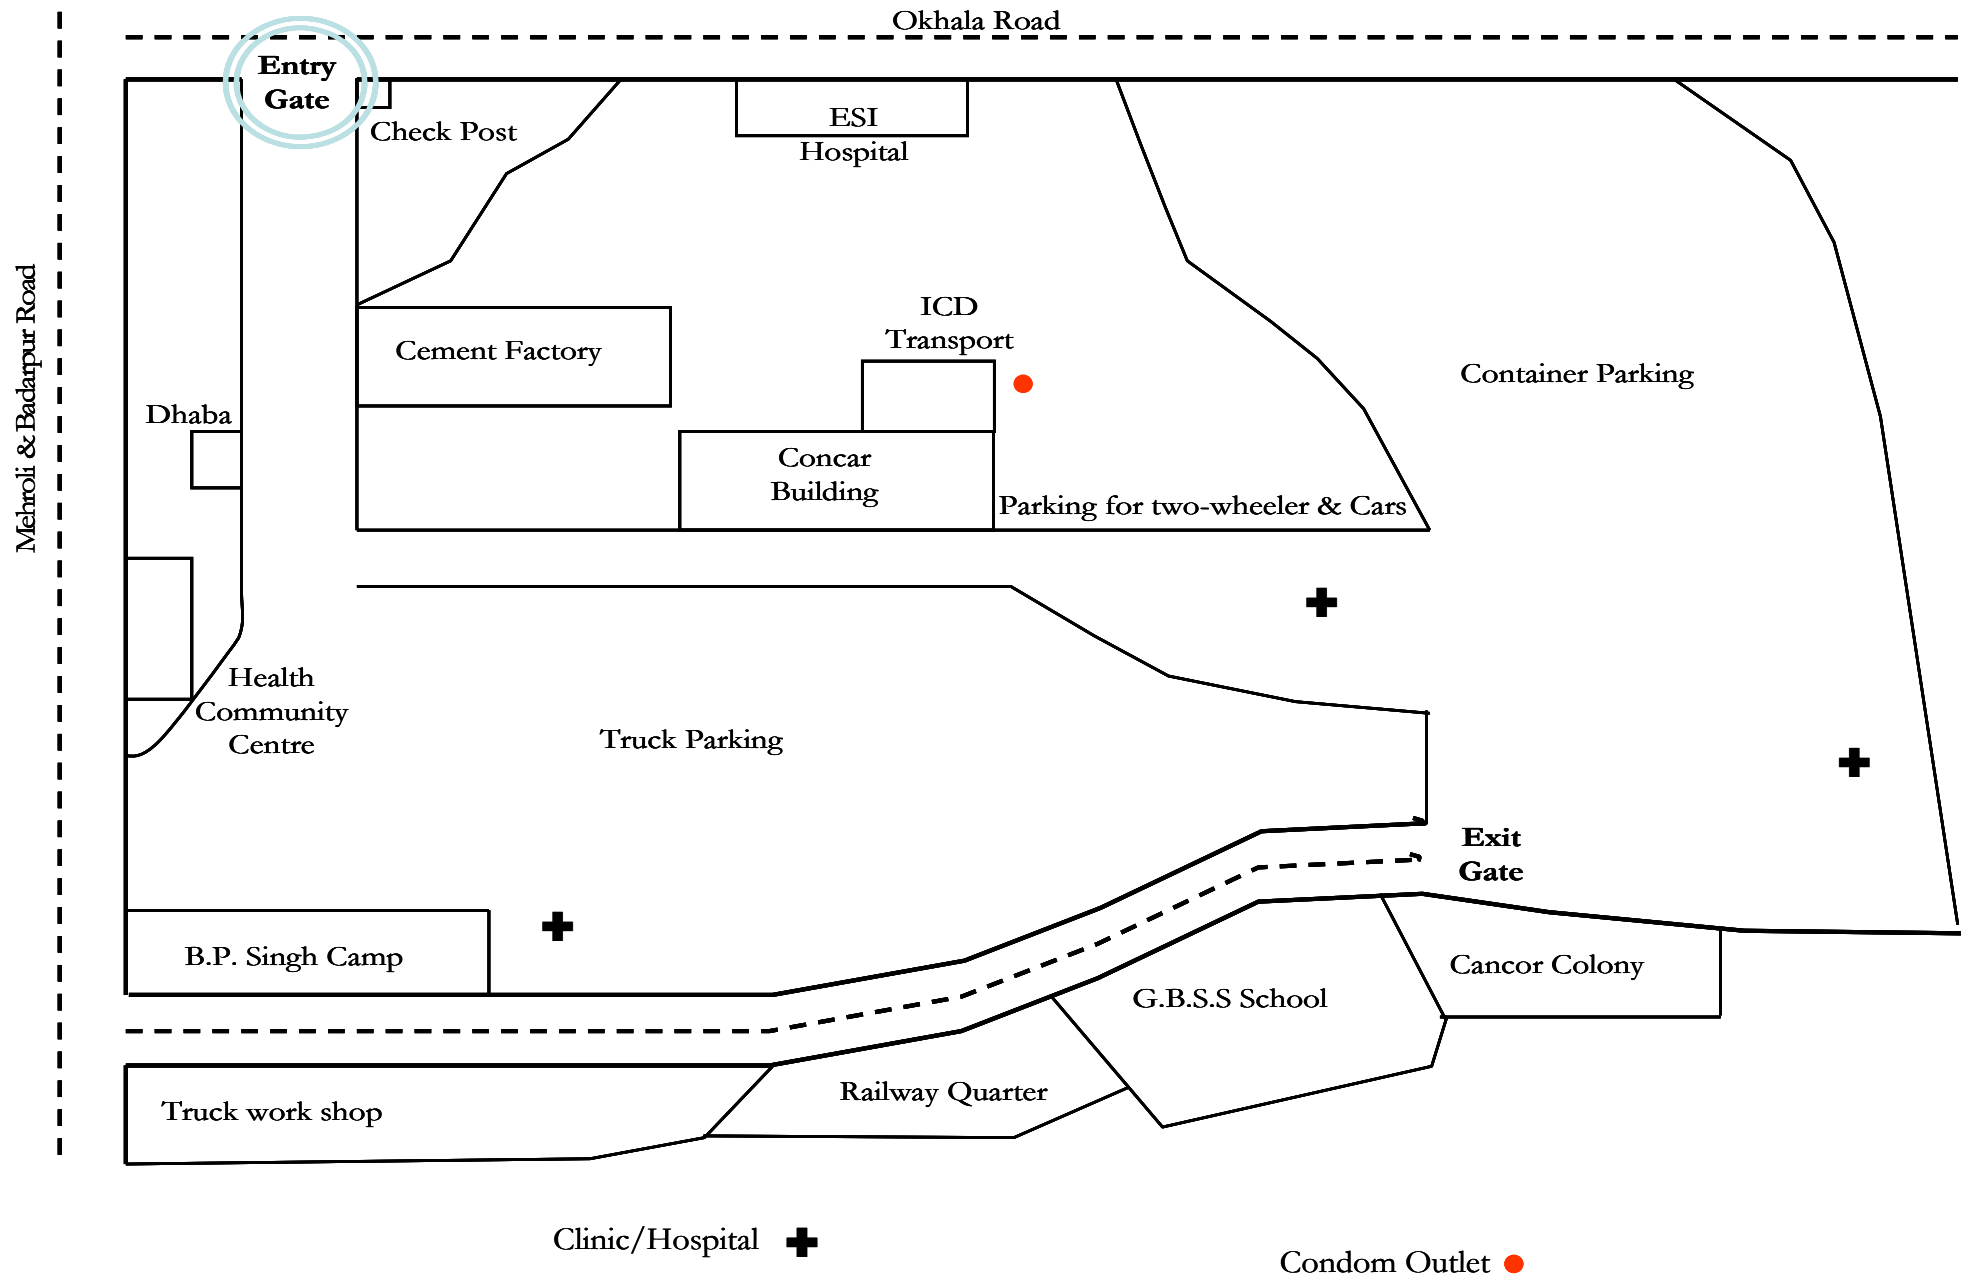 Okhala Road
Entry
Gate
Check Post
ESI
Hospital
Mehroli & Badarpur Road
ICD
Transport
Cement Factory
Container Parking
Dhaba
Concar
Building
Parking for two-wheeler & Cars
Health
Community
Centre
Truck Parking
Exit
Gate
B.P. Singh Camp
Cancor Colony
G.B.S.S School
Railway Quarter
Truck work shop
Clinic/Hospital
Condom Outlet